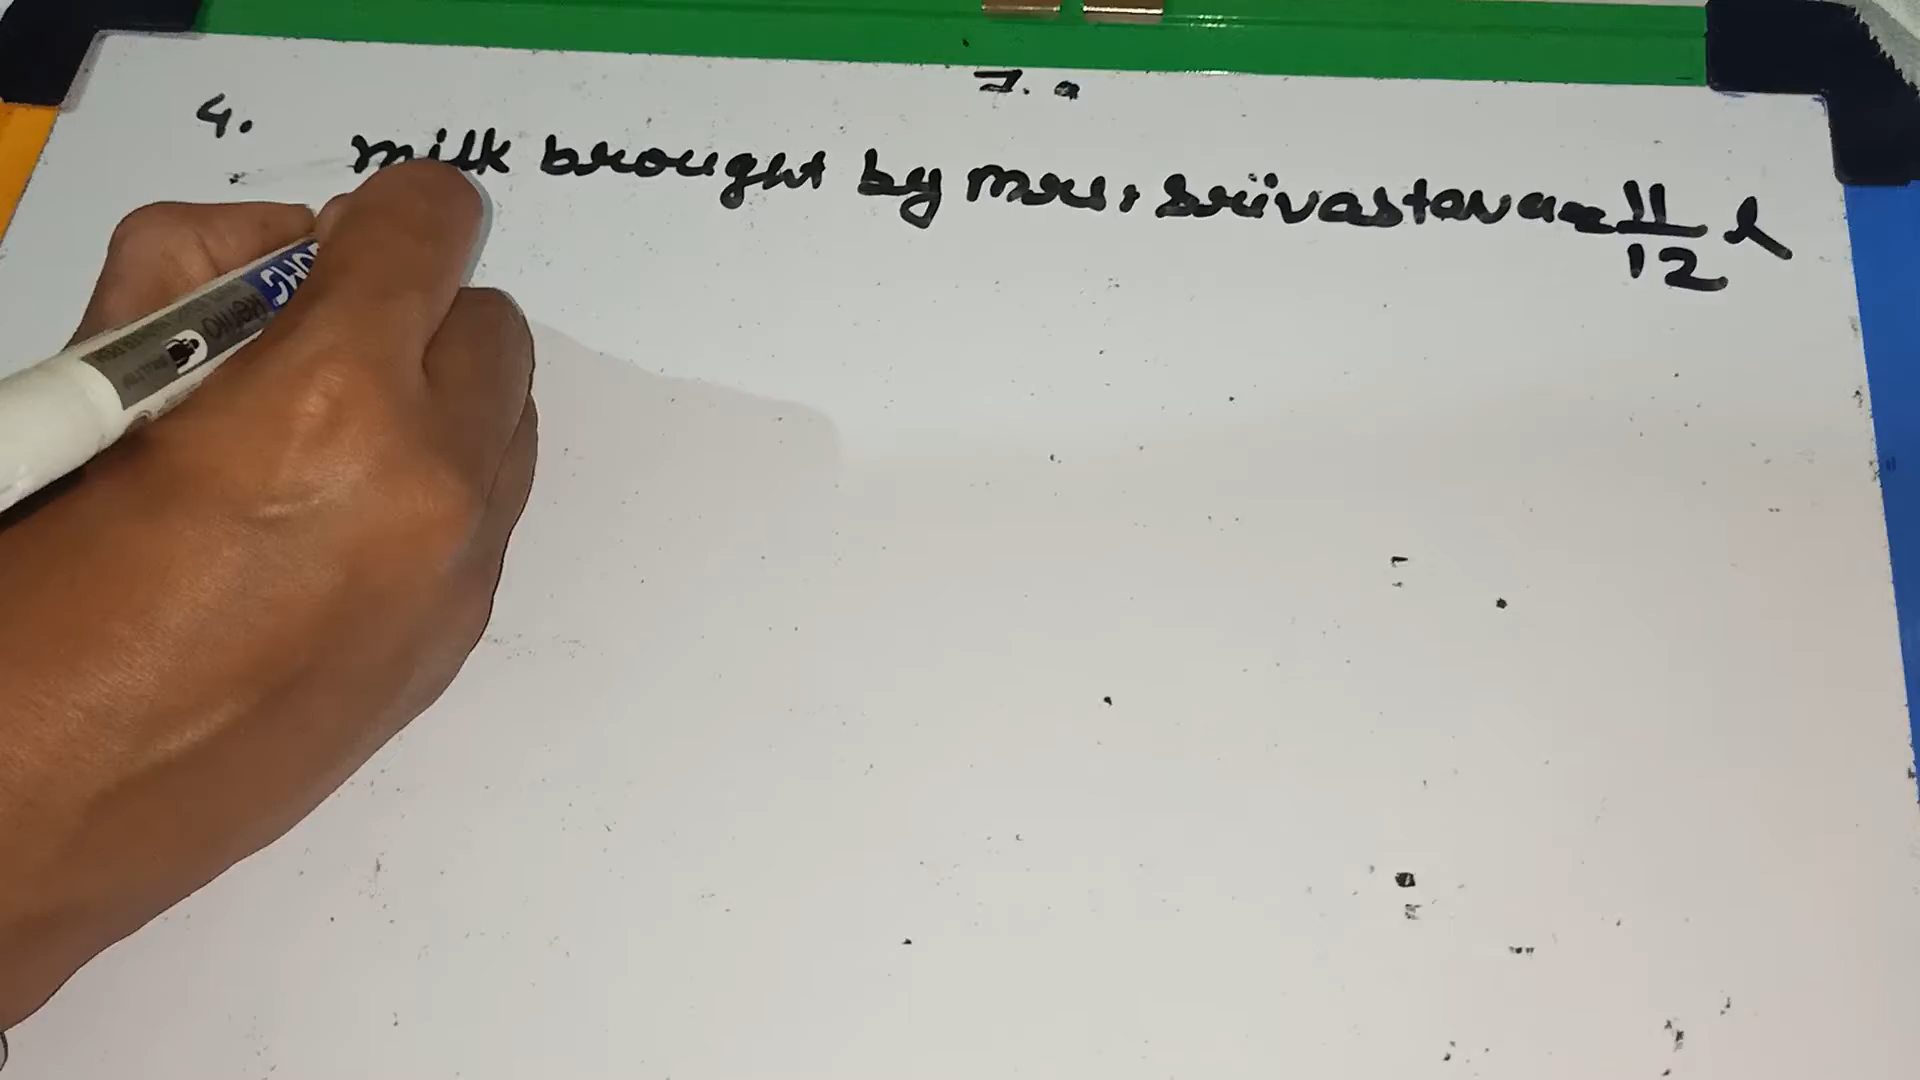 7. a
4. milk brought by mrs. Srivastava = 11/12 l